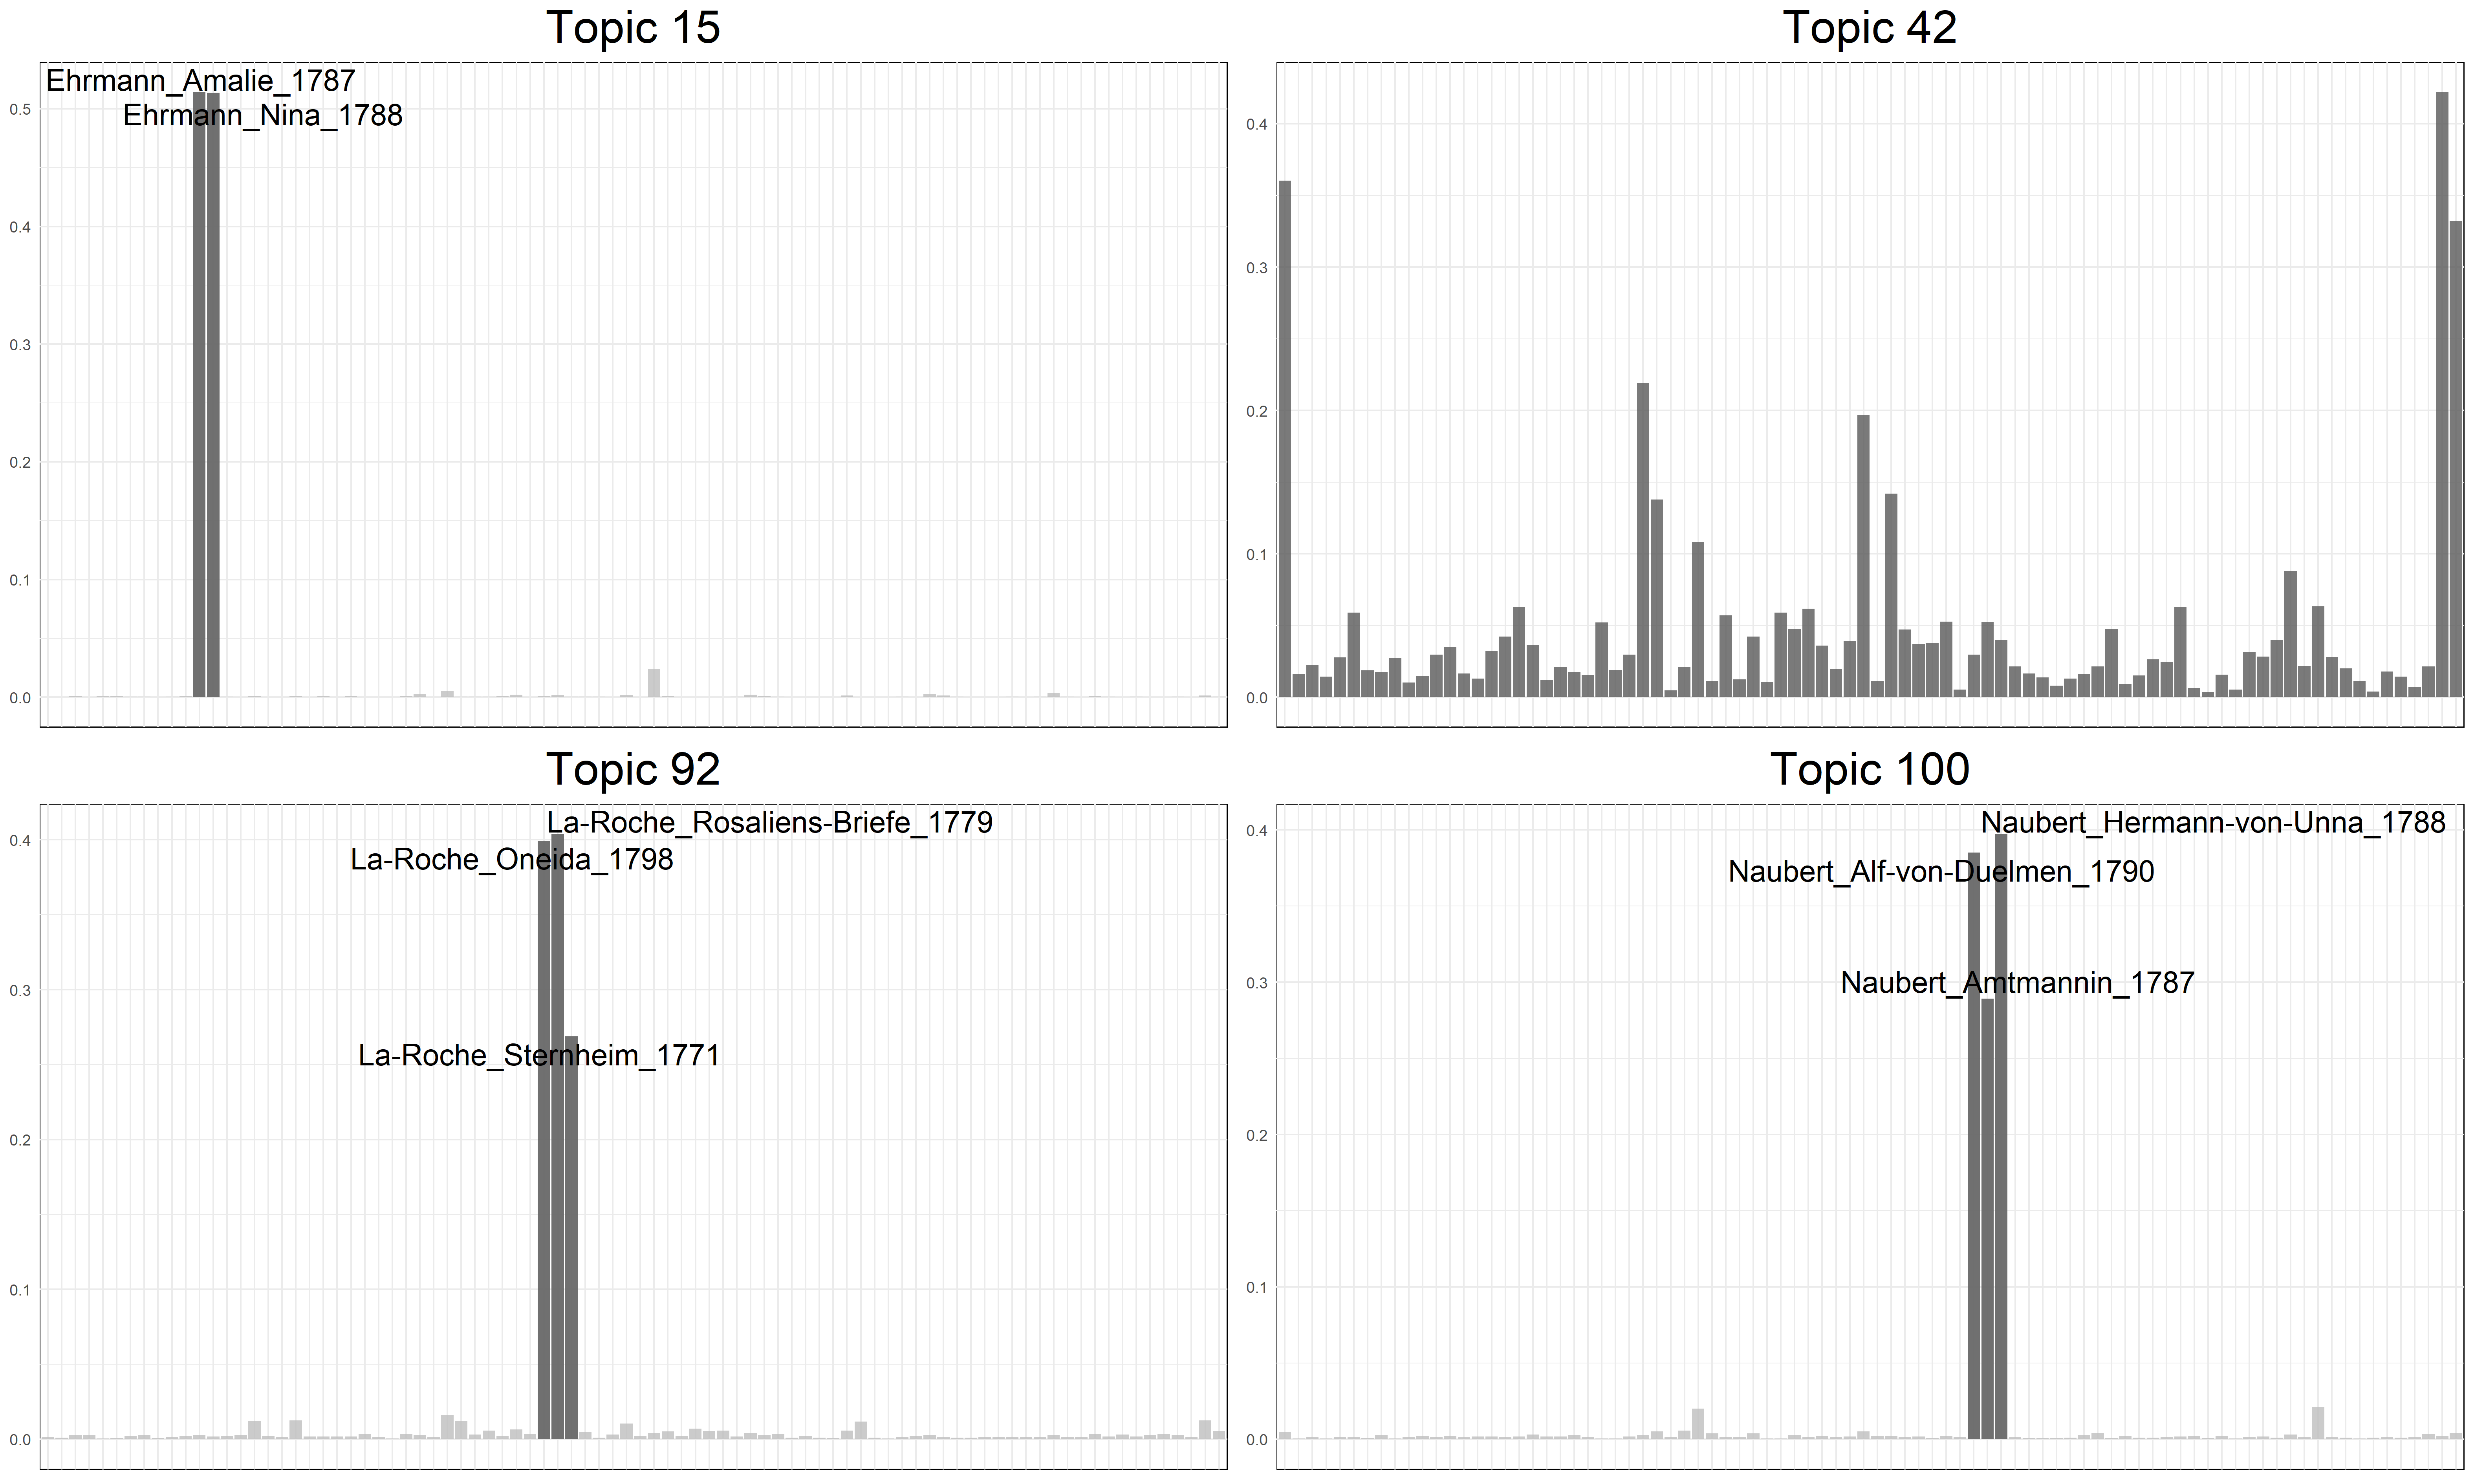 Topic 15
Ehrmann_Amalie_1787
Ehrmann_Nina_1788
0.5
0.4
0.3
0.2
0.1
0.0
Topic 42
0.4
0.3
0.2
0.1
0.0
Topic 92
La-Roche_Rosaliens-Briefe_1779
La-Roche_Oneida_1798
La-Roche_Sternheim_1771
0.4
0.3
0.2
0.1
0.0
Topic 100
Naubert_Hermann-von-Unna_1788
Naubert_Alf-von-Duelmen_1790
Naubert_Amtmannin_1787
0.4
0.3
0.2
0.1
0.0